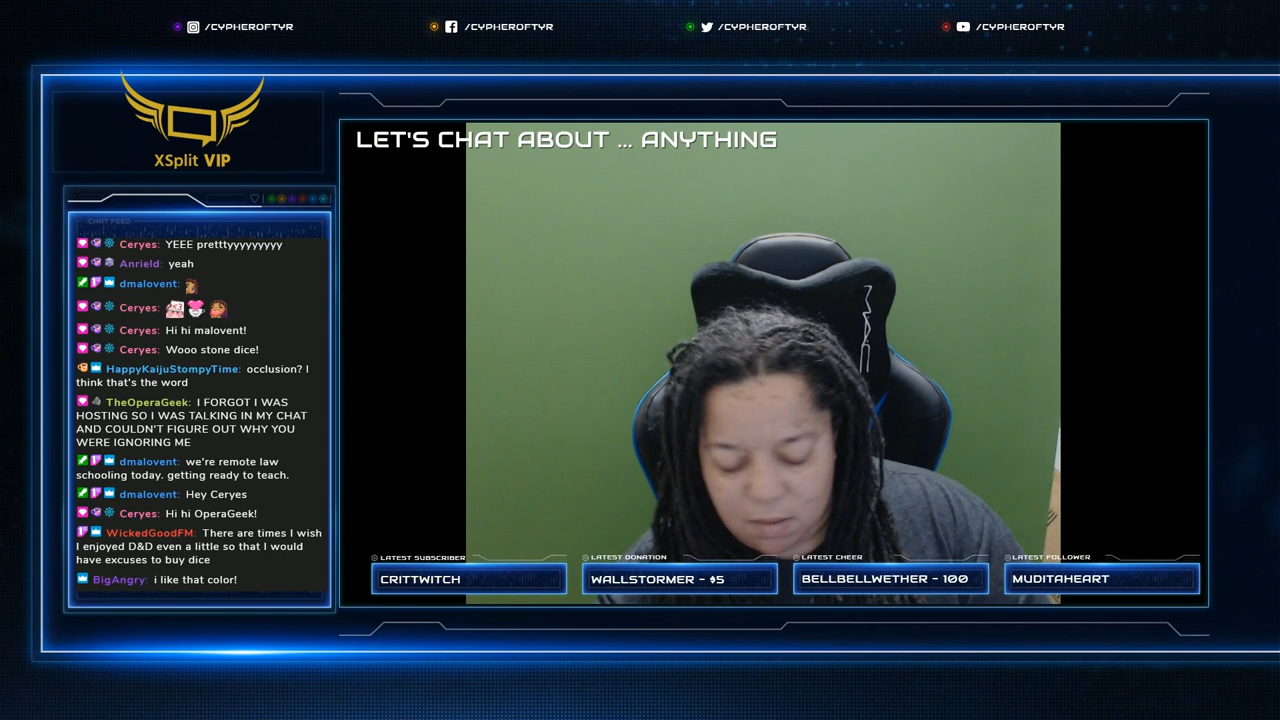 /CYPHEROFTYR
/CYPHEROFTYR
/CYPHEROFTYR
/CYPHEROFTYR
XSplit VIP
LET'S CHAT ABOUT ... ANYTHING
CHAT FEED
Ceryes: YEEE prettyyyyyyyyy
Anrield: yeah
dmalovent:
Ceryes:
Ceryes: Hi hi malovent!
Ceryes: Wooo stone dice!
HappyKaijuStompyTime: occlusion? I
think that's the word
TheOperaGeek: I FORGOT I WAS
HOSTING SO I WAS TALKING IN MY CHAT
AND COULDN'T FIGURE OUT WHY YOU
WERE IGNORING ME
dmalovent: we're remote law
schooling today. getting ready to teach.
dmalovent: Hey Ceryes
Ceryes: Hi hi OperaGeek!
WickedGoodFM: There are times I wish
I enjoyed D&D even a little so that I would
have excuses to buy dice
BigAngry: i like that color!
LATEST SUBSCRIBER
CRITTWITCH
LATEST DONATION
WALLSTORMER - $5
LATEST CHEER
BELLBELLWETHER - 100
LATEST FOLLOWER
MUDITAHEART